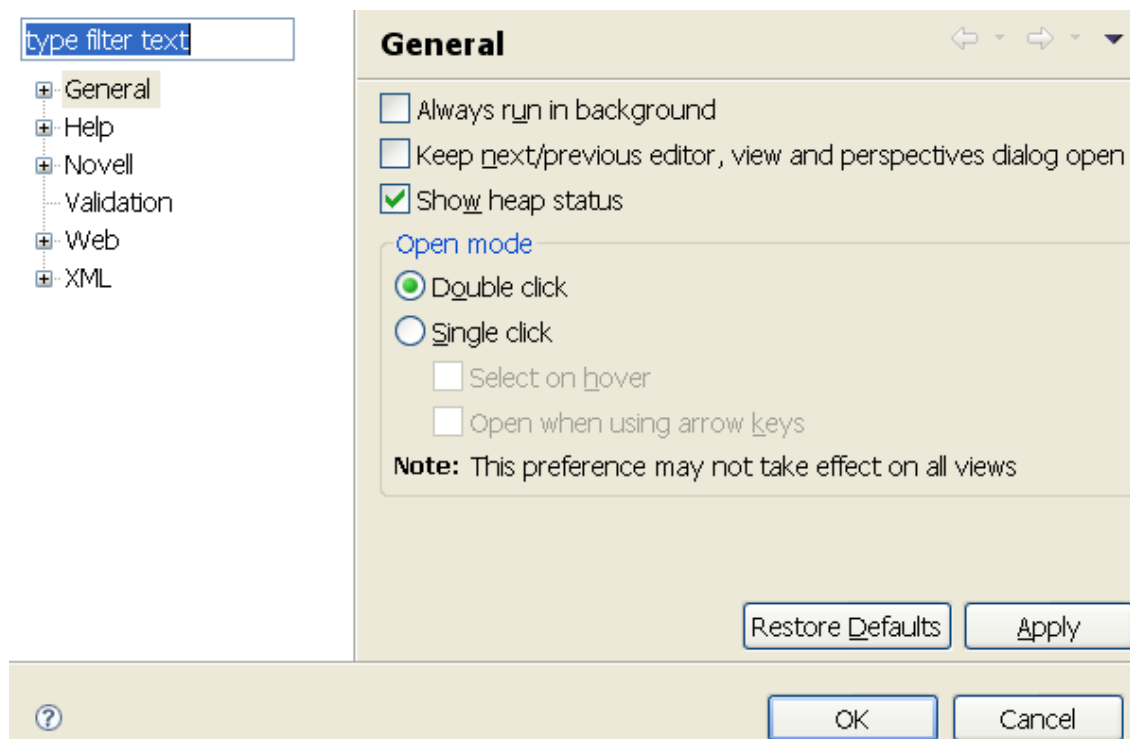 type filter text
General
Help
Novell
Validation
Web
XML
General
Always run in background
Keep next/previous editor, view and perspectives dialog open
Show heap status
Open mode
Double click
Single click
Select on hover
Open when using arrow keys
Note: This preference may not take effect on all views
Restore Defaults Apply
? OK Cancel